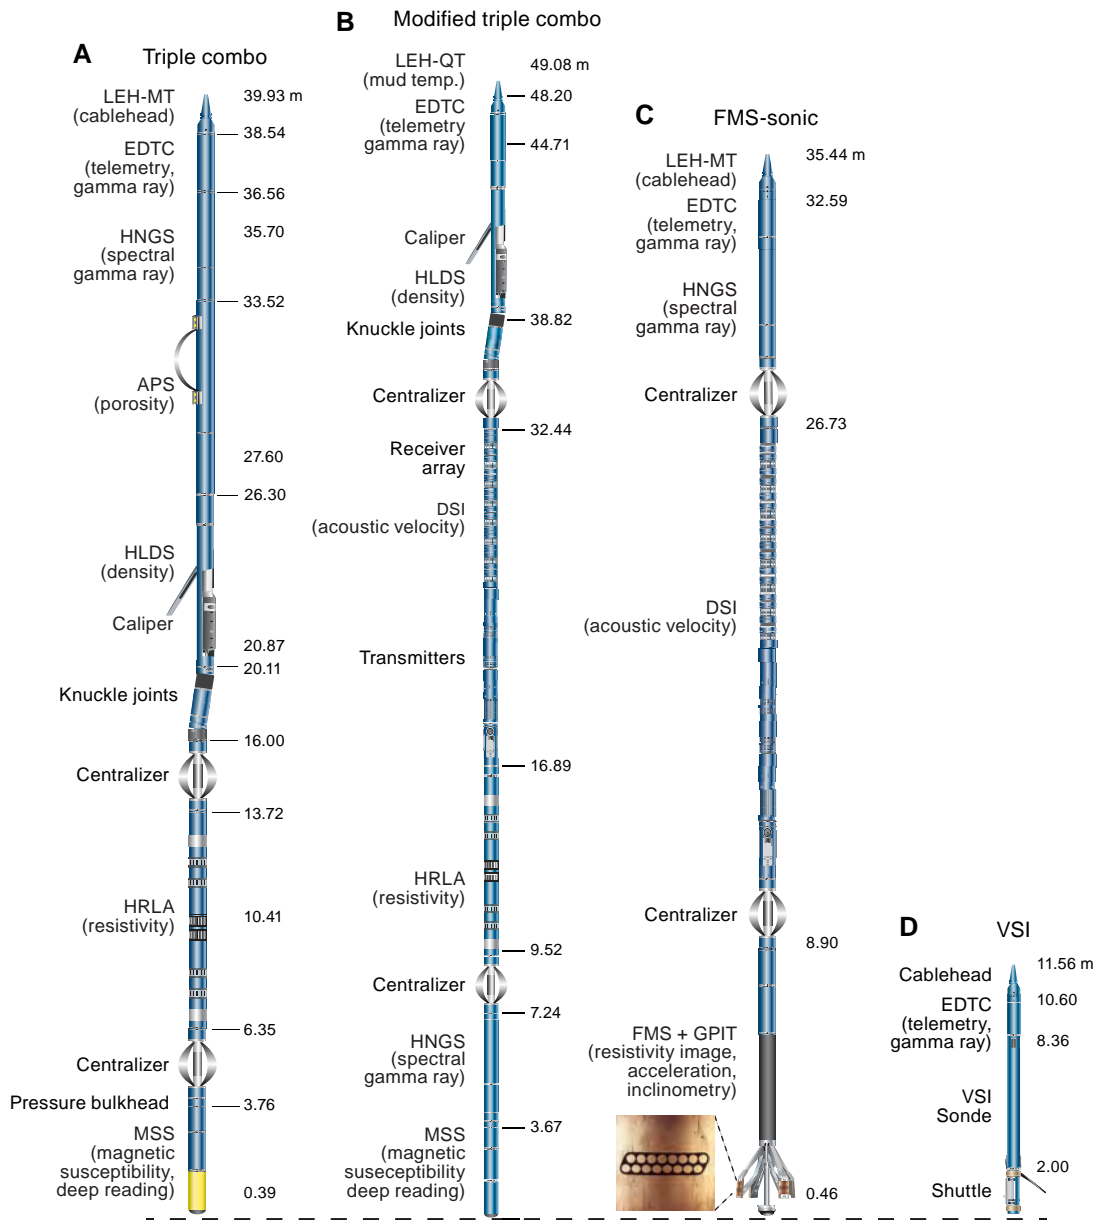 A
Triple combo
LEH-MT
(cablehead)
39.93 m
38.54
EDTC
(telemetry,
gamma ray)
36.56
35.70
HNGS
(spectral
gamma ray)
33.52
APS
(porosity)
27.60
26.30
HLDS
(density)
Caliper
20.87
20.11
Knuckle joints
16.00
Centralizer
13.72
HRLA
(resistivity)
10.41
6.35
Centralizer
Pressure bulkhead
3.76
MSS
(magnetic
susceptibility,
deep reading)
0.39
B
Modified triple combo
LEH-QT
(mud temp.)
49.08 m
48.20
EDTC
(telemetry
gamma ray)
44.71
Caliper
HLDS
(density)
38.82
Knuckle joints
Centralizer
32.44
Receiver
array
DSI
(acoustic velocity)
Transmitters
16.89
HRLA
(resistivity)
9.52
Centralizer
7.24
HNGS
(spectral
gamma ray)
3.67
MSS
(magnetic
suseceptibility
deep reading)
C
FMS-sonic
LEH-MT
(cablehead)
35.44 m
32.59
EDTC
(telemetry,
gamma ray)
HNGS
(spectral
gamma ray)
Centralizer
26.73
DSI
(acoustic velocity)
Centralizer
8.90
FMS + GPIT
(resistivity image,
acceleration,
inclinometry)
0.46
D
VSI
Cablehead
11.56 m
10.60
EDTC
(telemetry,
gamma ray)
8.36
VSI
Sonde
2.00
Shuttle